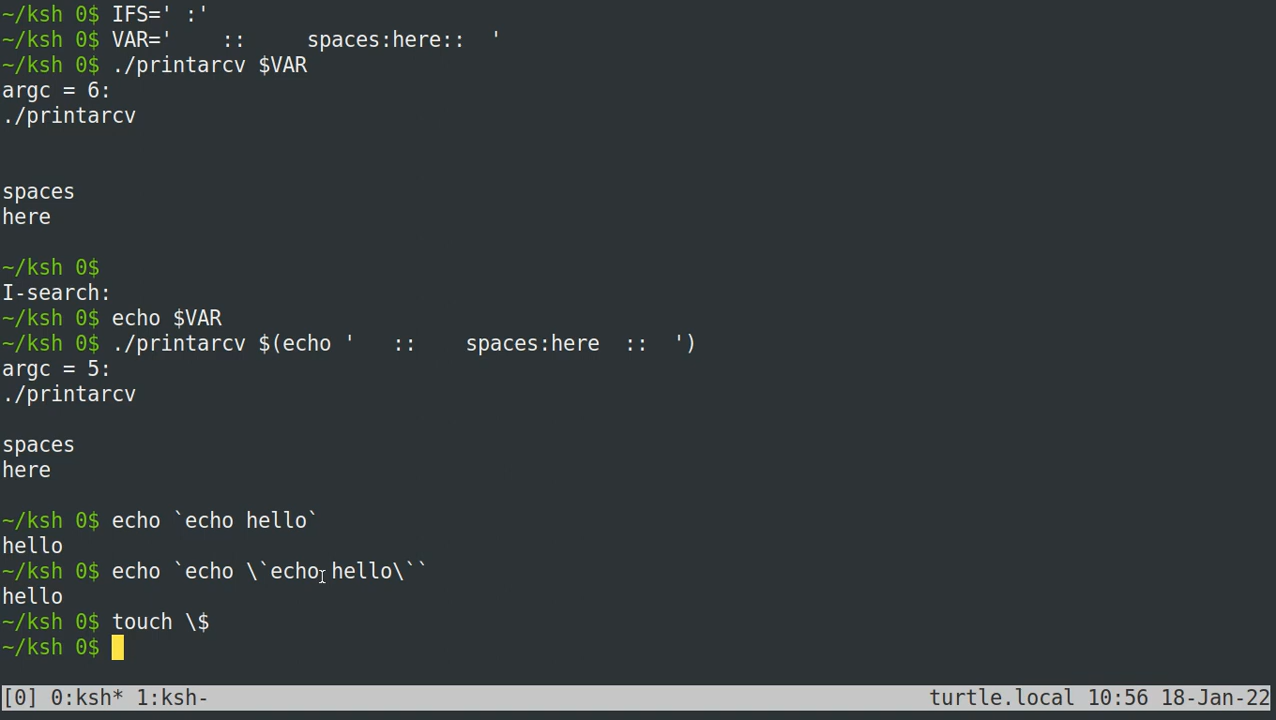 ~/ksh 0$ IFS=' :'
~/ksh 0$ VAR='    ::     spaces:here::  '
~/ksh 0$ ./printarcv $VAR
argc = 6:
./printarcv
spaces
here
~/ksh 0$
I-search:
~/ksh 0$ echo $VAR
~/ksh 0$ ./printarcv $(echo '   ::    spaces:here  ::  ')
argc = 5:
./printarcv
spaces
here
~/ksh 0$ echo `echo hello`
hello
~/ksh 0$ echo `echo \`echo hello\``
hello
~/ksh 0$ touch \$
~/ksh 0$
[0] 0:ksh* 1:ksh- turtle.local 10:56 18-Jan-22